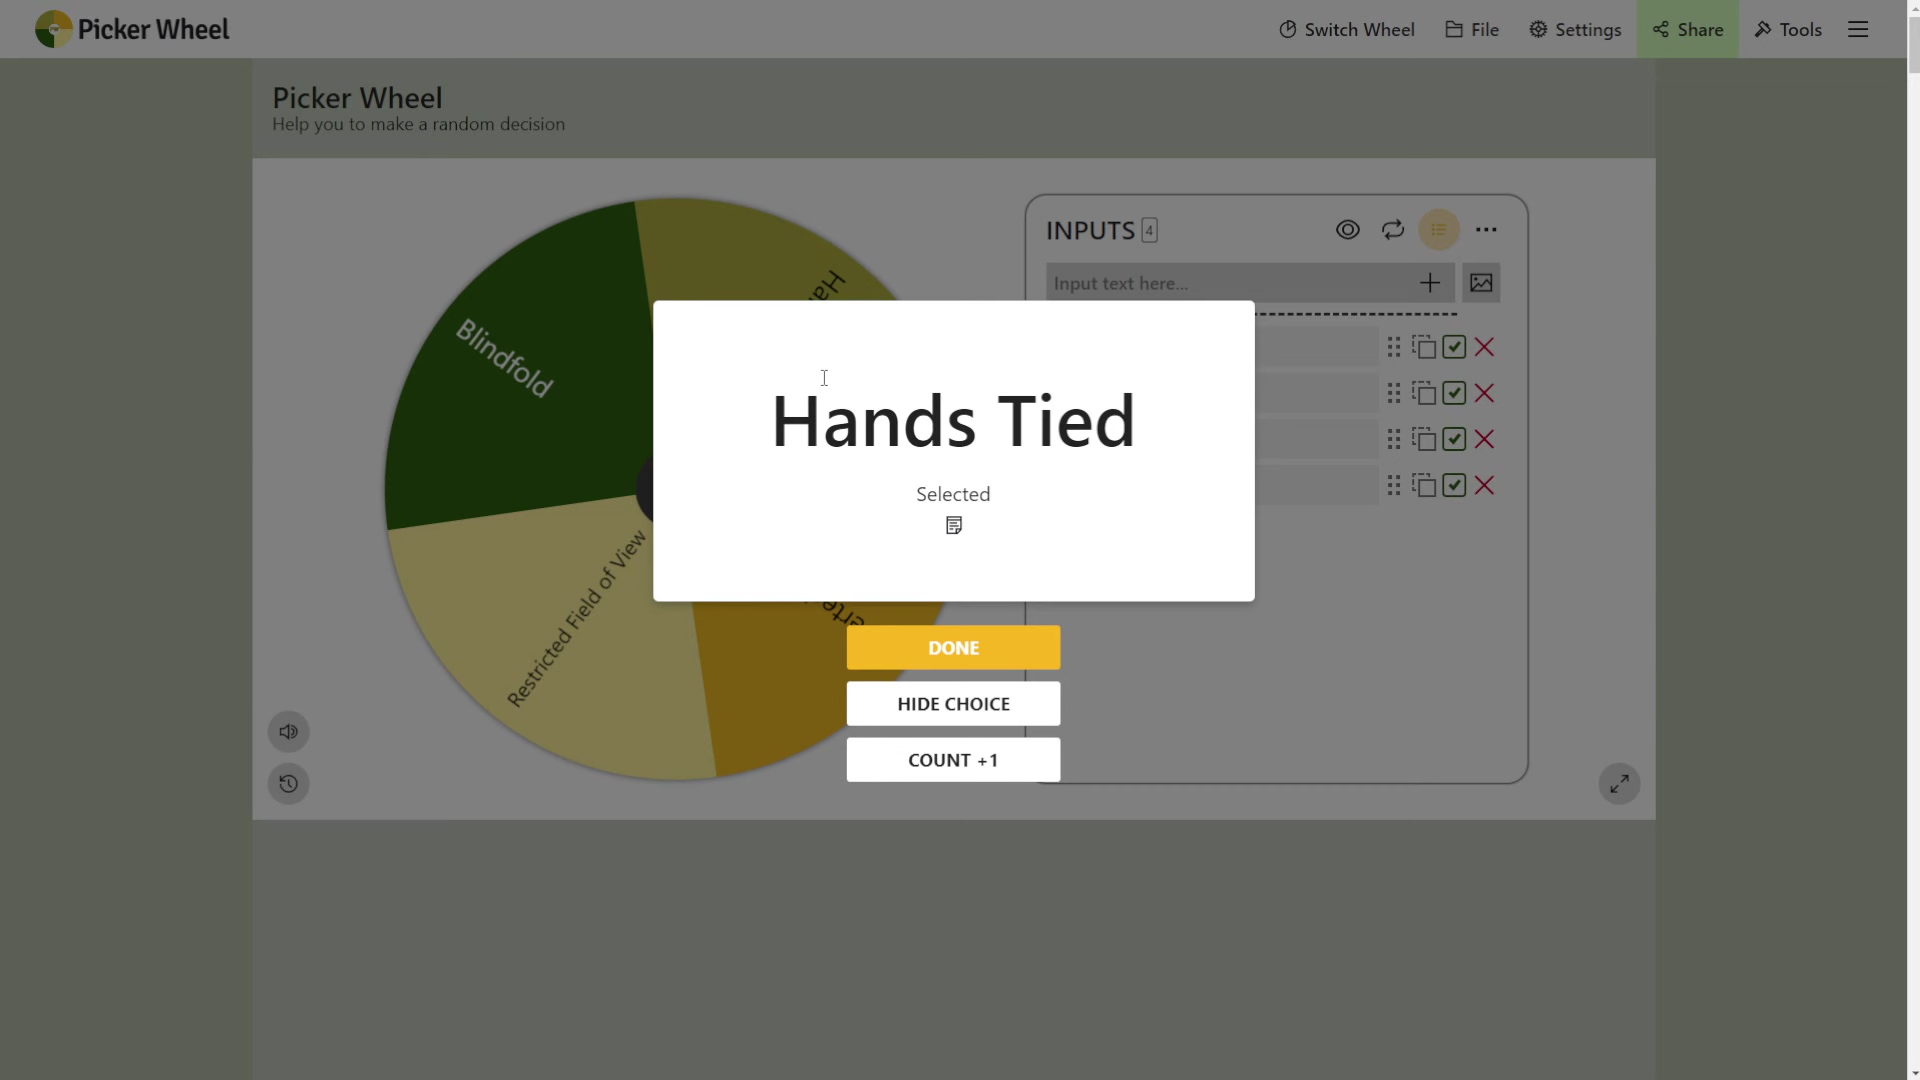 Picker Wheel
Switch Wheel
File
Settings
Share
Tools
Picker Wheel
Help you to make a random decision
INPUTS 4
Input text here...
Blindfold
Restricted Field of View
Hands Tied
Selected
DONE
HIDE CHOICE
COUNT +1